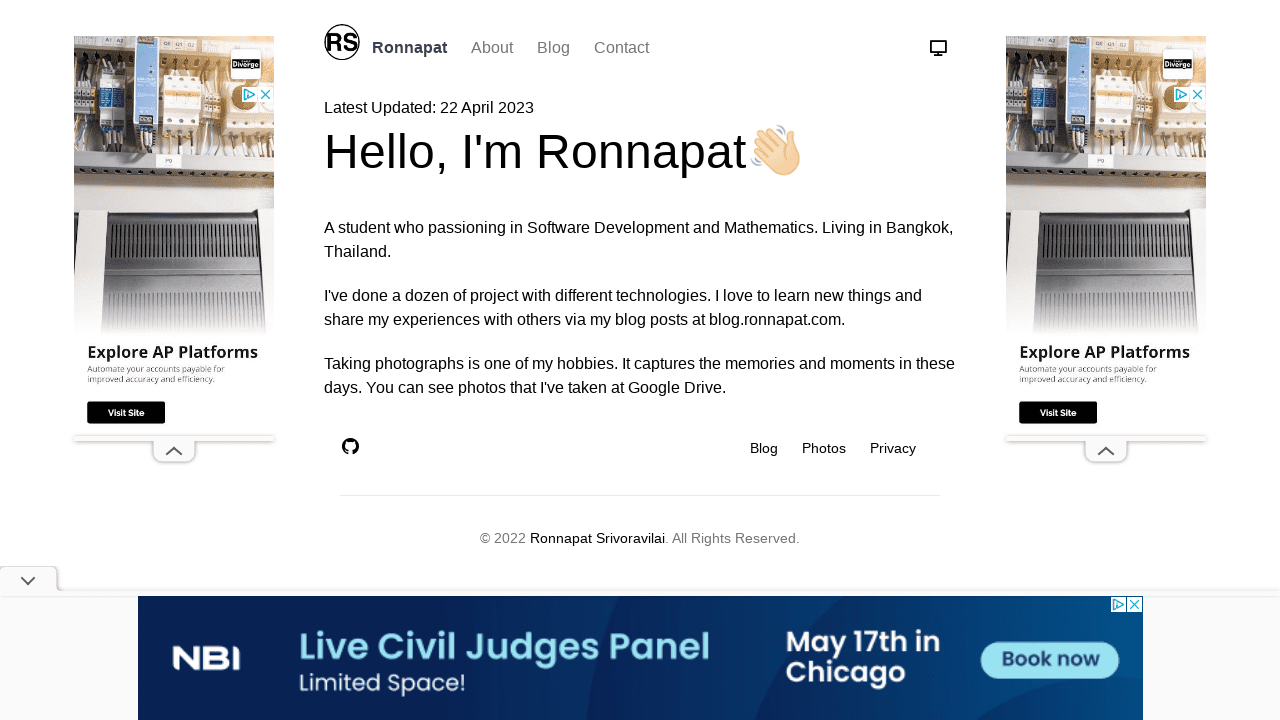 RS
Ronnapat
About
Blog
Contact
Latest Updated: 22 April 2023
Hello, I'm Ronnapat👋🏼
A student who passioning in Software Development and Mathematics. Living in Bangkok,
Thailand.
I've done a dozen of project with different technologies. I love to learn new things and
share my experiences with others via my blog posts at blog.ronnapat.com.
Taking photographs is one of my hobbies. It captures the memories and moments in these
days. You can see photos that I've taken at Google Drive.
Blog
Photos
Privacy
© 2022 Ronnapat Srivoravilai. All Rights Reserved.
Diverge
Explore AP Platforms
Automate your accounts payable for
improved accuracy and efficiency.
Visit Site
Diverge
Explore AP Platforms
Automate your accounts payable for
improved accuracy and efficiency.
Visit Site
NBI
Live Civil Judges Panel
Limited Space!
May 17th in
Chicago
Book now